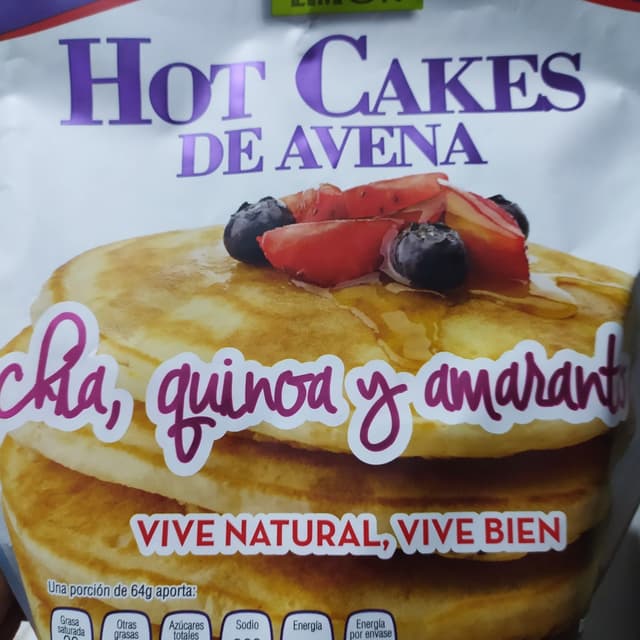 HOT CAKES
DE AVENA
chia, quinoa y amaranto
VIVE NATURAL, VIVE BIEN
Una porción de 64g aporta:
Grasa saturada
Otras grasas
Azúcares totales
Sodio
Energía
Energía por envase